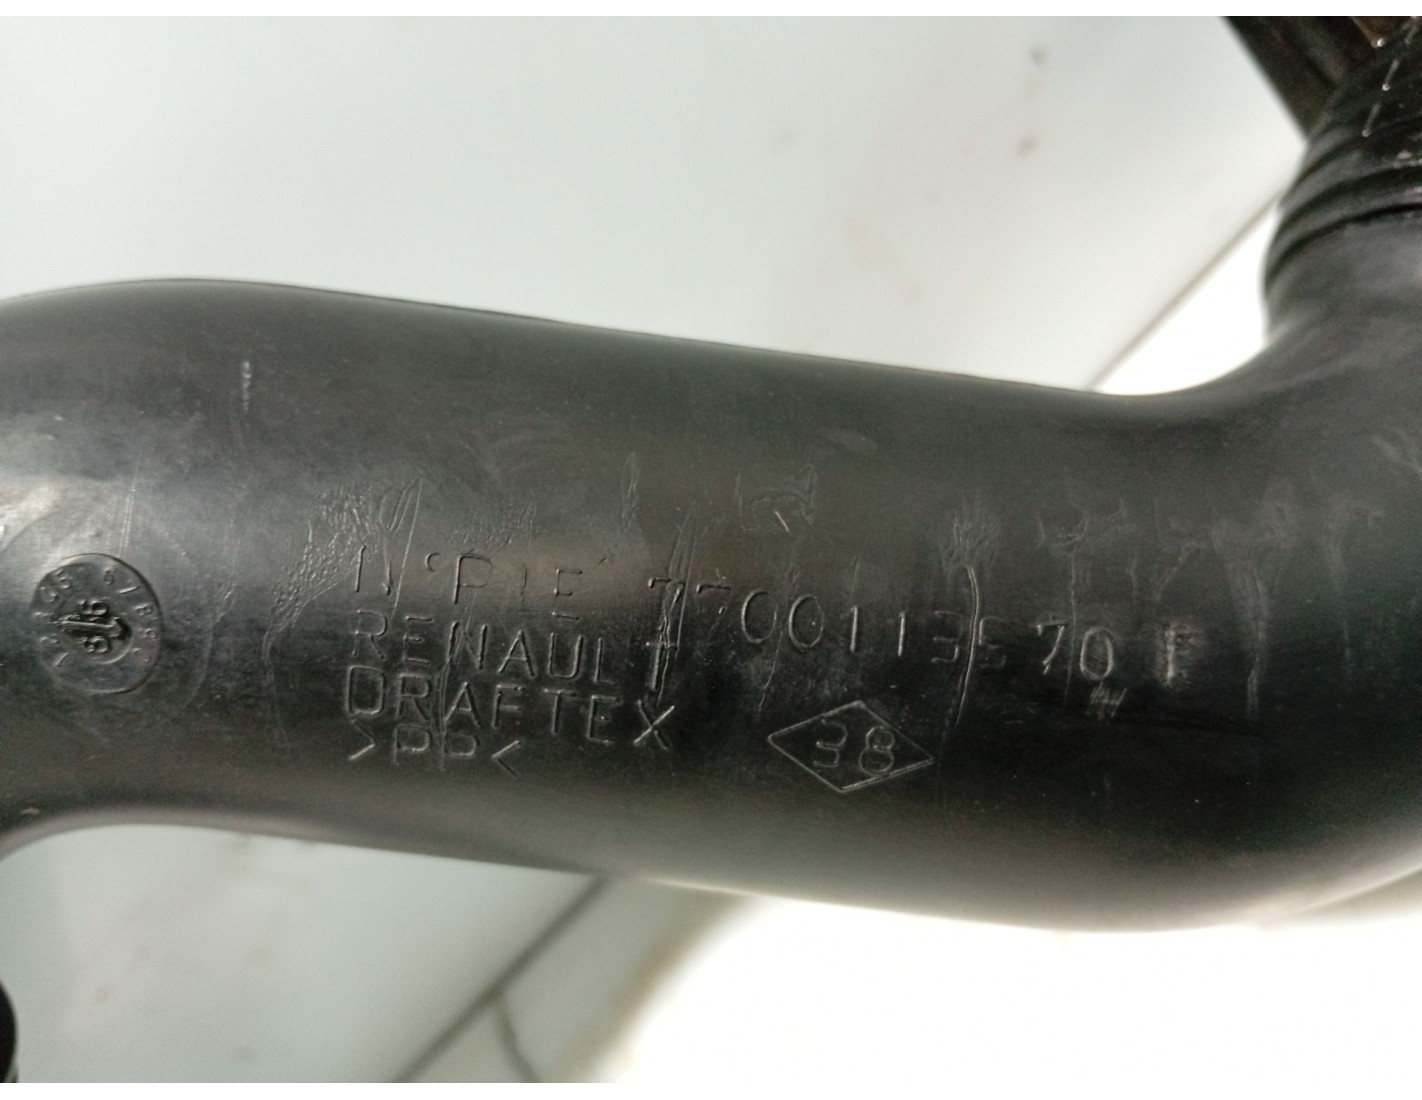 N°PIE 7700113570 F
RENAULT
DRAFTEX
>PP<
38